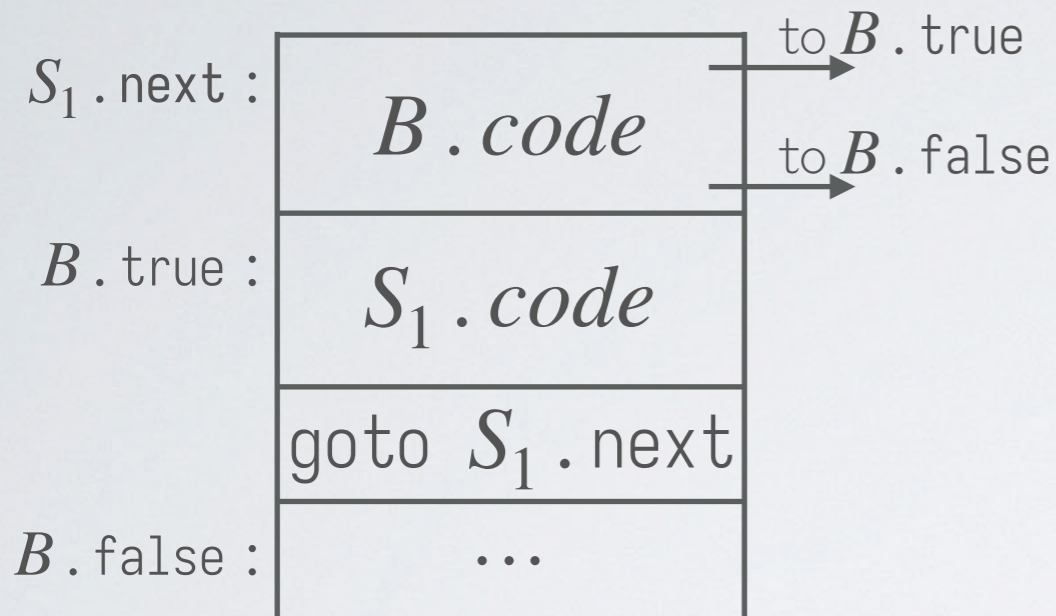 to B.true
S₁.next:
B.code
to B.false
B.true:
S₁.code
goto S₁.next
B.false:
...